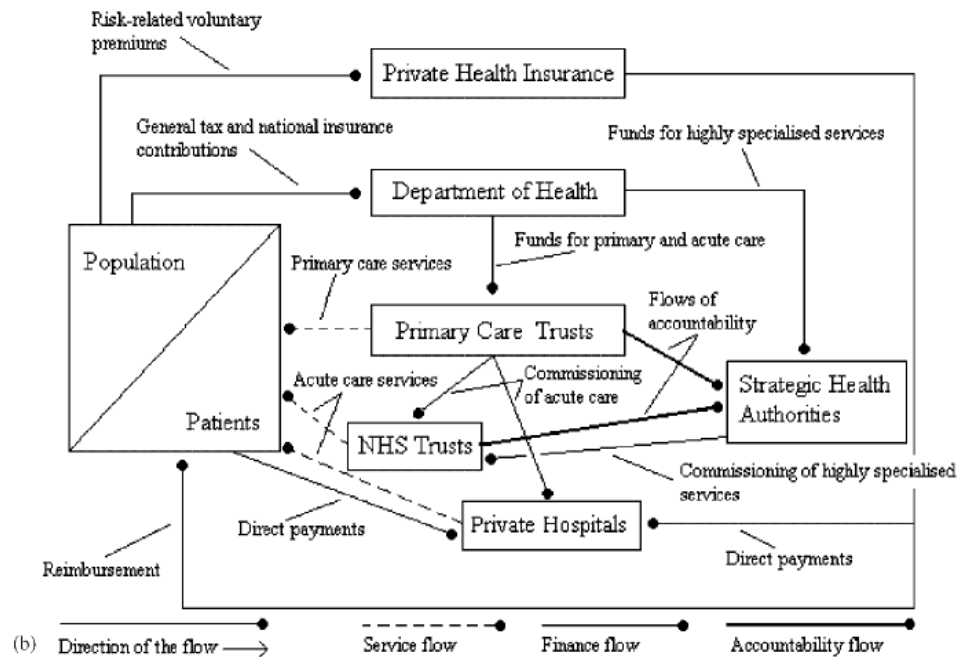 Risk-related voluntary
premiums
Private Health Insurance
General tax and national insurance
contributions
Funds for highly specialised services
Department of Health
Population
Primary care services
Funds for primary and acute care
Flows of
accountability
Primary Care Trusts
Acute care services
Commissioning
of acute care
Strategic Health
Authorities
Patients
NHS Trusts
Commissioning of highly specialised
services
Private Hospitals
Direct payments
Direct payments
Reimbursement
(b) Direction of the flow
Service flow
Finance flow
Accountability flow